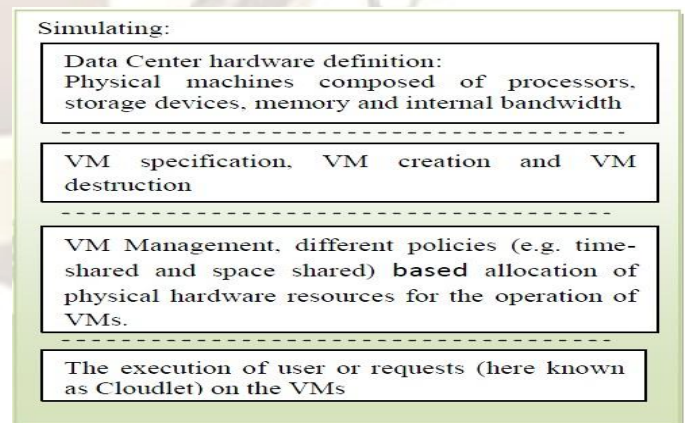 Simulating:
Data Center hardware definition:
Physical machines composed of processors,
storage devices, memory and internal bandwidth
VM specification, VM creation and VM
destruction
VM Management, different policies (e.g. time-
shared and space shared) based allocation of
physical hardware resources for the operation of
VMs.
The execution of user or requests (here known
as Cloudlet) on the VMs